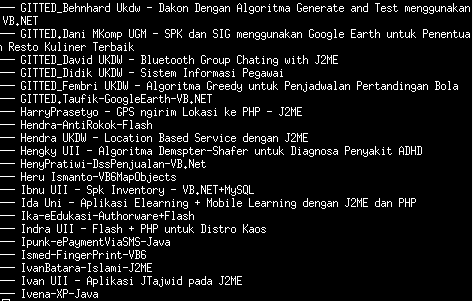 ── GITTED_Behnhard Ukdw - Dakon Dengan Algoritma Generate and Test menggunakan
VB.NET
── GITTED.Dani MKomp UGM - SPK dan SIG menggunakan Google Earth untuk Penentua
n Resto Kuliner Terbaik
── GITTED_David UKDW - Bluetooth Group Chating with J2ME
── GITTED_Didik UKDW - Sistem Informasi Pegawai
── GITTED_Fembri UKDW - Algoritma Greedy untuk Penjadwalan Pertandingan Bola
── GITTED.Taufik-GoogleEarth-VB.NET
── HarryPrasetyo - GPS ngirim Lokasi ke PHP - J2ME
── Hendra-AntiRokok-Flash
── Hendra UKDW - Location Based Service dengan J2ME
── Hengky UII - Algoritma Dempster-Shafer untuk Diagnosa Penyakit ADHD
── HenyPratiwi-DssPenjualan-VB.Net
── Heru Ismanto-VB6MapObjects
── Ibnu UII - Spk Inventory - VB.NET+MySQL
── Ida Uni - Aplikasi Elearning + Mobile Learning dengan J2ME dan PHP
── Ika-eEdukasi-Authorware+Flash
── Indra UII - Flash + PHP untuk Distro Kaos
── Ipunk-ePaymentViaSMS-Java
── Ismed-FingerPrint-VB6
── IvanBatara-Islami-J2ME
── Ivan UII - Aplikasi JTajwid pada J2ME
── Ivena-XP-Java